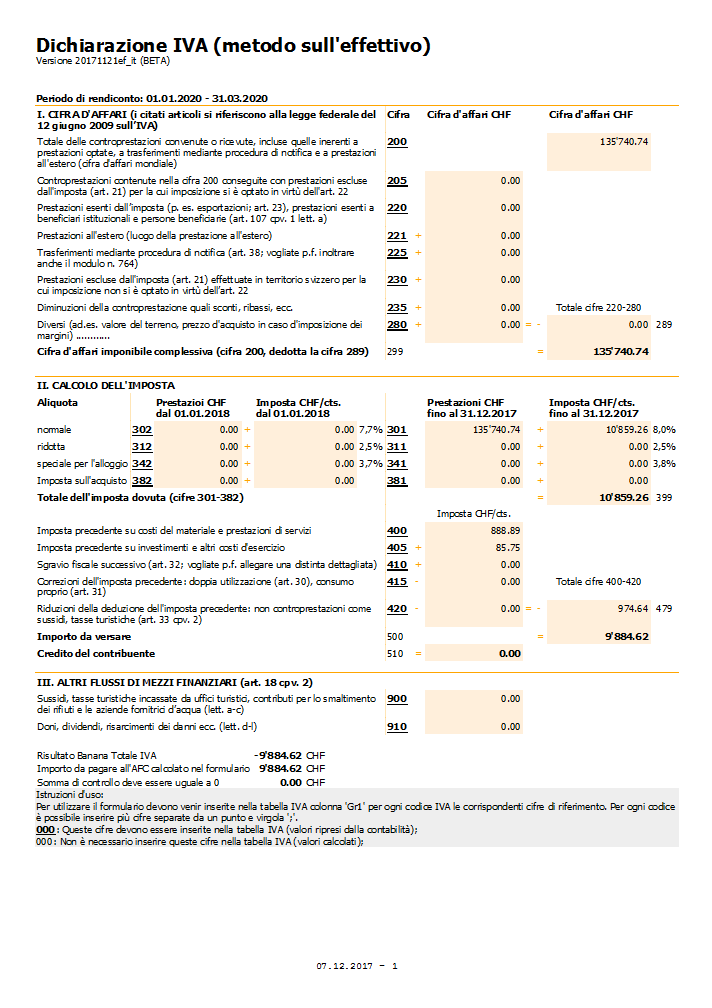 Dichiarazione IVA (metodo sull'effettivo)
Versione 20171121ef_it (BETA)
Periodo di rendiconto: 01.01.2020 - 31.03.2020
I. CIFRA D'AFFARI (i citati articoli si riferiscono alla legge federale del Cifra Cifra d'affari CHF Cifra d'affari CHF
12 giugno 2009 sull'IVA)
Totale delle controprestazioni convenute o ricevute, incluse quelle inerenti a 200 135'740.74
prestazioni optate, a trasferimenti mediante procedura di notifica e a prestazioni
all'estero (cifra d'affari mondiale)
Controprestazioni contenute nella cifra 200 conseguite con prestazioni escluse 205 0.00
dall'imposta (art. 21) per la cui imposizione si è optato in virtù dell'art. 22
Prestazioni esenti dall'imposta (p. es. esportazioni; art. 23), prestazioni esenti a 220 0.00
beneficiari istituzionali e persone beneficiarie (art. 107 cpv. 1 lett. a)
Prestazioni all'estero (luogo della prestazione all'estero) 221 + 0.00
Trasferimenti mediante procedura di notifica (art. 38; vogliate p.f. inoltrare 225 + 0.00
anche il modulo n. 764)
Prestazioni escluse dall'imposta (art. 21) effettuate in territorio svizzero per la 230 + 0.00
cui imposizione non si è optato in virtù dell'art. 22
Diminuzioni della controprestazione quali sconti, ribassi, ecc. 235 + 0.00 Totale cifre 220-280
Diversi (ad.es. valore del terreno, prezzo d'acquisto in caso d'imposizione dei 280 + 0.00 = - 0.00 289
margini) ............
Cifra d'affari imponibile complessiva (cifra 200, dedotta la cifra 289) 299 = 135'740.74
II. CALCOLO DELL'IMPOSTA
Aliquota Prestazioi CHF Imposta CHF/cts. Prestazioni CHF Imposta CHF/cts.
dal 01.01.2018 dal 01.01.2018 fino al 31.12.2017 fino al 31.12.2017
normale 302 0.00 + 0.00 7,7% 301 135'740.74 + 10'859.26 8,0%
ridotta 312 0.00 + 0.00 2,5% 311 0.00 + 0.00 2,5%
speciale per l'alloggio 342 0.00 + 0.00 3,7% 341 0.00 + 0.00 3,8%
Imposta sull'acquisto 382 0.00 + 0.00 381 0.00 + 0.00
Totale dell'imposta dovuta (cifre 301-382) = 10'859.26 399
Imposta CHF/cts.
Imposta precedente su costi del materiale e prestazioni di servizi 400 888.89
Imposta precedente su investimenti e altri costi d'esercizio 405 + 85.75
Sgravio fiscale successivo (art. 32; vogliate p.f. allegare una distinta dettagliata) 410 + 0.00
Correzioni dell'imposta precedente: doppia utilizzazione (art. 30), consumo 415 - 0.00 Totale cifre 400-420
proprio (art. 31)
Riduzioni della deduzione dell'imposta precedente: non controprestazioni come 420 - 0.00 = - 974.64 479
sussidi, tasse turistiche (art. 33 cpv. 2)
Importo da versare 500 = 9'884.62
Credito del contribuente 510 = 0.00
III. ALTRI FLUSSI DI MEZZI FINANZIARI (art. 18 cpv. 2)
Sussidi, tasse turistiche incassate da uffici turistici, contributi per lo smaltimento 900 0.00
dei rifiuti e le aziende fornitrici d'acqua (lett. a-c)
Doni, dividendi, risarcimenti dei danni ecc. (lett. d-l) 910 0.00
Risultato Banana Totale IVA -9'884.62 CHF
Importo da pagare all'AFC calcolato nel formulario 9'884.62 CHF
Somma di controllo deve essere uguale a 0 0.00 CHF
Istruzioni d'uso:
Per utilizzare il formulario devono venir inserite nella tabella IVA colonna 'Gr1' per ogni codice IVA le corrispondenti cifre di riferimento. Per ogni codice
è possibile inserire più cifre separate da un punto e virgola ';'.
000: Queste cifre devono essere inserite nella tabella IVA (valori ripresi dalla contabilità);
000: Non è necessario inserire queste cifre nella tabella IVA (valori calcolati);
07.12.2017 - 1